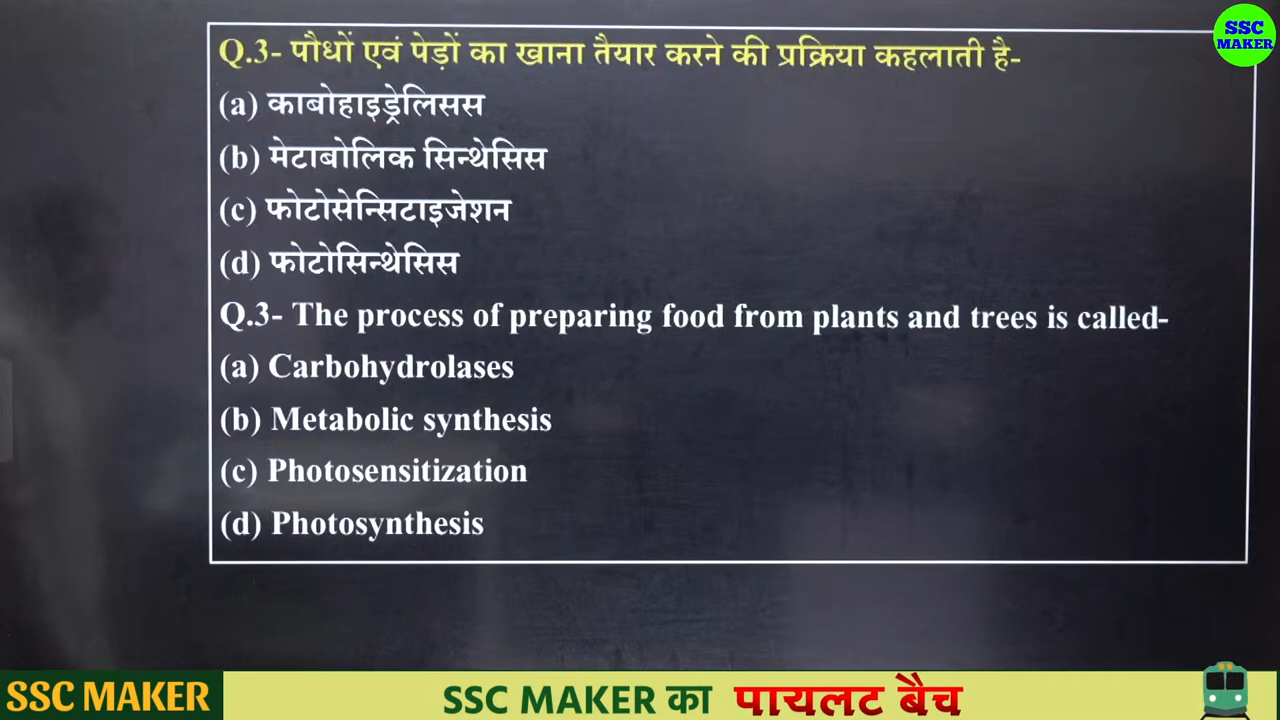 SSC
MAKER
Q.3- पौधों एवं पेड़ों का खाना तैयार करने की प्रक्रिया कहलाती है-
(a) काबोहाइड्रेलिसस
(b) मेटाबोलिक सिन्थेसिस
(c) फोटोसेन्सिटाइजेशन
(d) फोटोसिन्थेसिस
Q.3- The process of preparing food from plants and trees is called-
(a) Carbohydrolases
(b) Metabolic synthesis
(c) Photosensitization
(d) Photosynthesis
SSC MAKER
SSC MAKER का पायलट बैच